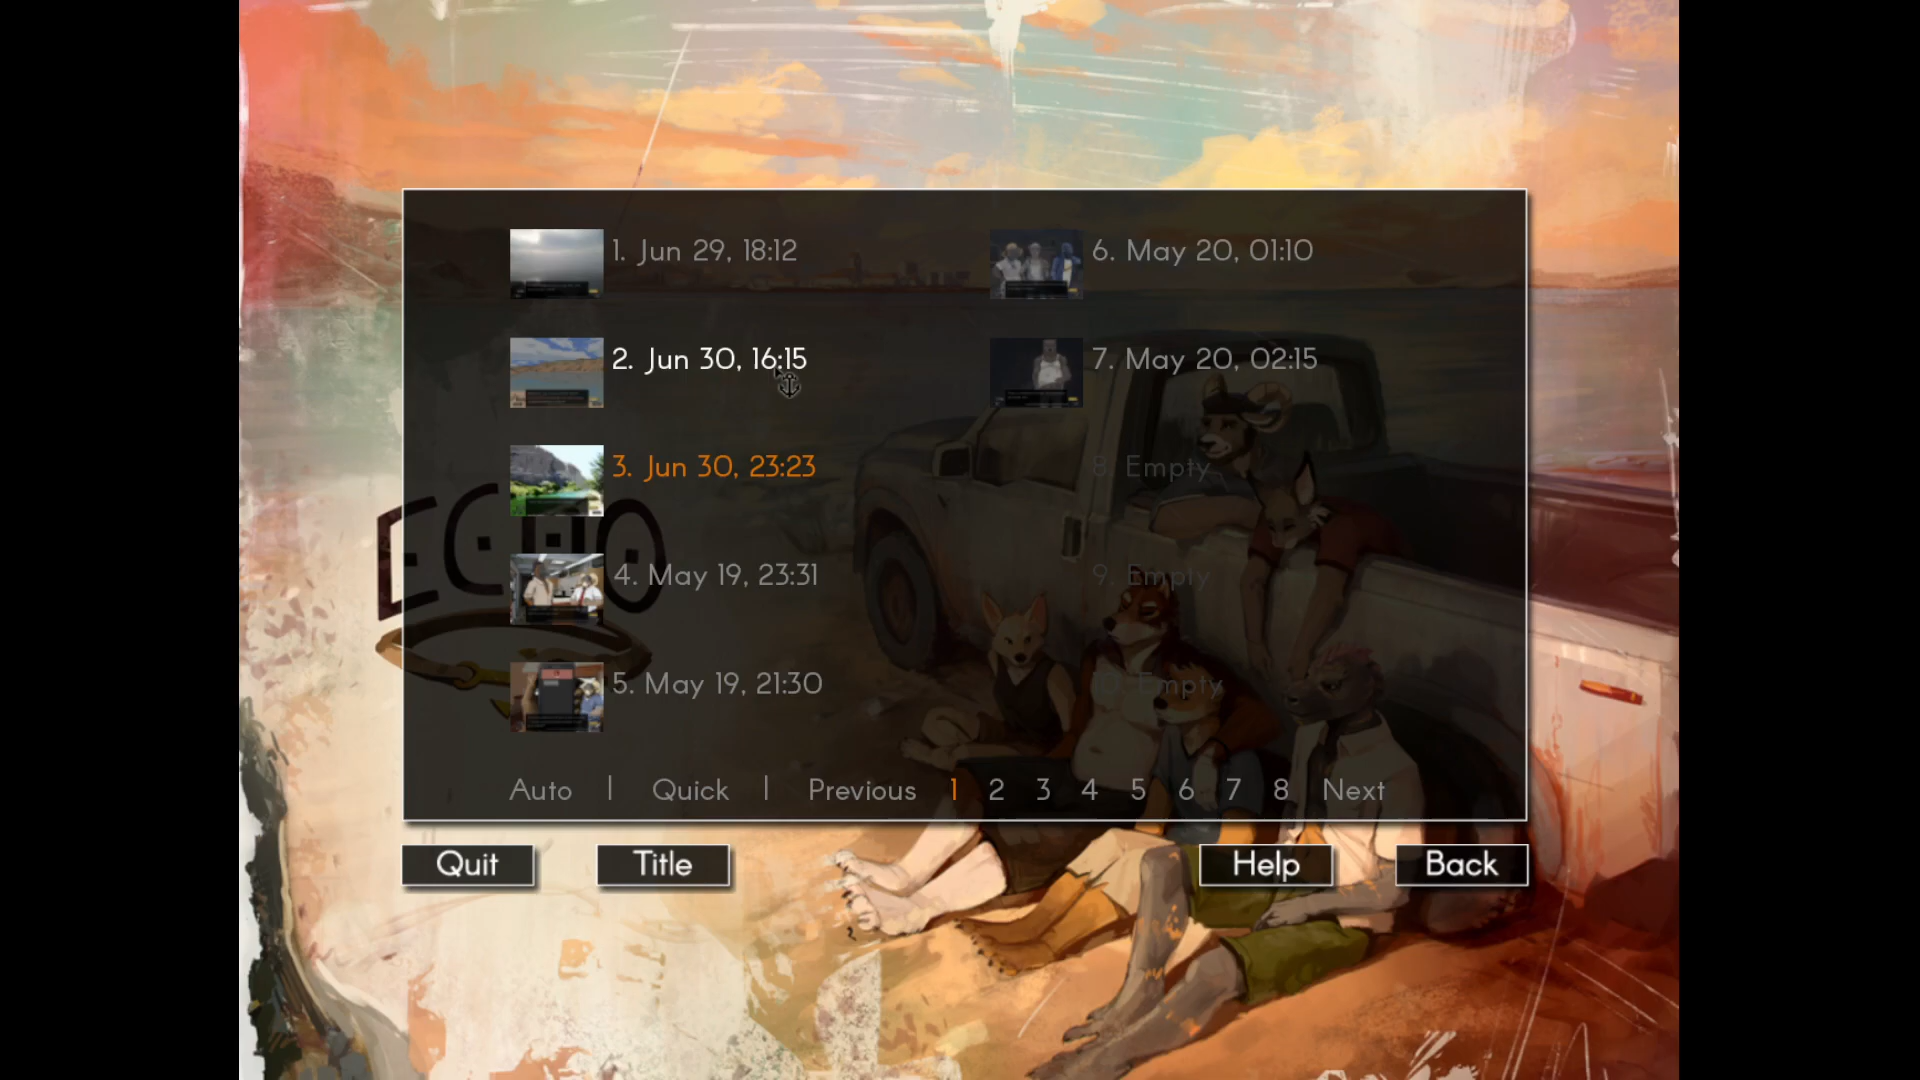 1. Jun 29, 18:12
2. Jun 30, 16:15
3. Jun 30, 23:23
4. May 19, 23:31
5. May 19, 21:30
6. May 20, 01:10
7. May 20, 02:15
8. Empty
9. Empty
10. Empty
ECHO
Auto | Quick | Previous 1 2 3 4 5 6 7 8 Next
Quit Title Help Back